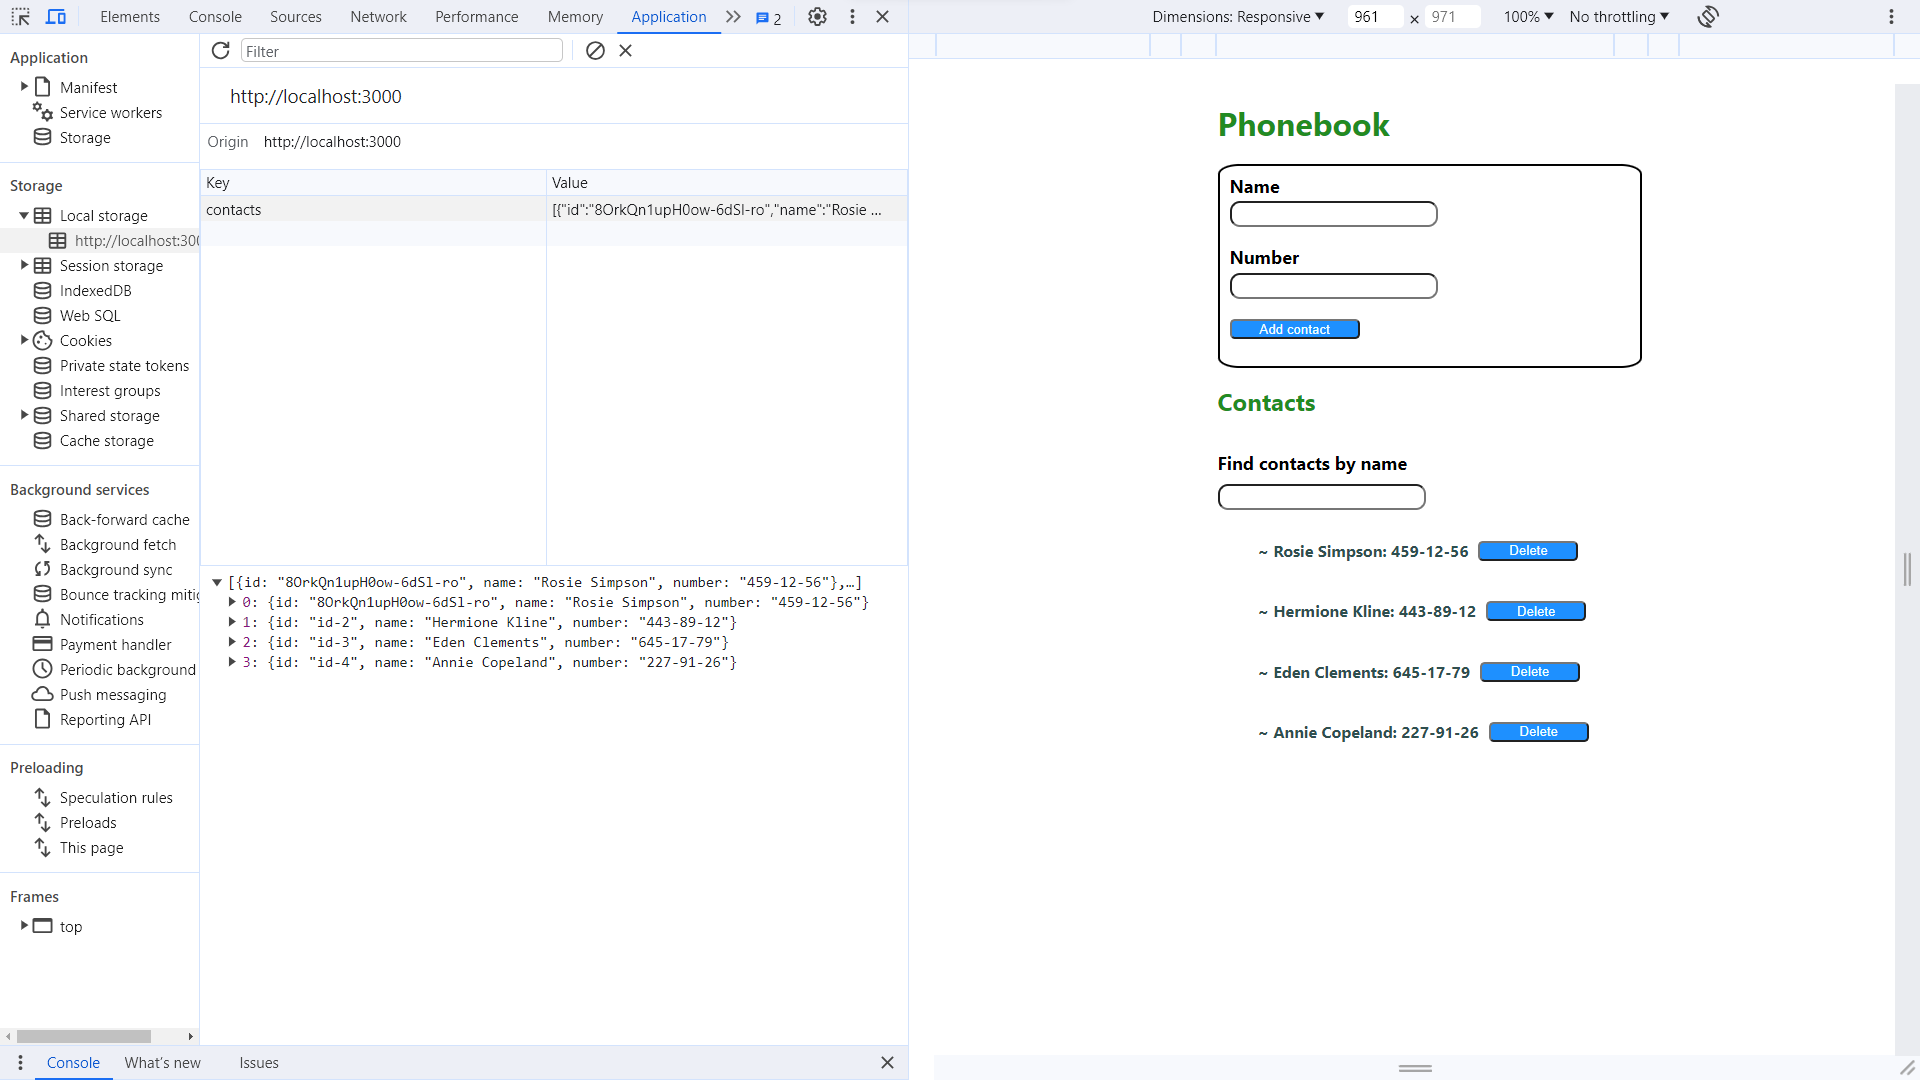 Elements Console Sources Network Performance Memory Application 2
Dimensions: Responsive 961 × 971 100% No throttling
Application
Manifest
Service workers
Storage
Storage
Local storage
http://localhost:300
Session storage
IndexedDB
Web SQL
Cookies
Private state tokens
Interest groups
Shared storage
Cache storage
Background services
Back-forward cache
Background fetch
Background sync
Bounce tracking mitig
Notifications
Payment handler
Periodic background
Push messaging
Reporting API
Preloading
Speculation rules
Preloads
This page
Frames
top
Filter
http://localhost:3000
Origin http://localhost:3000
Key Value
contacts [{"id":"8OrkQn1upH0ow-6dSl-ro","name":"Rosie ...
[{id: "8OrkQn1upH0ow-6dSl-ro", name: "Rosie Simpson", number: "459-12-56"},…]
0: {id: "8OrkQn1upH0ow-6dSl-ro", name: "Rosie Simpson", number: "459-12-56"}
1: {id: "id-2", name: "Hermione Kline", number: "443-89-12"}
2: {id: "id-3", name: "Eden Clements", number: "645-17-79"}
3: {id: "id-4", name: "Annie Copeland", number: "227-91-26"}
Console What's new Issues
Phonebook
Name
Number
Add contact
Contacts
Find contacts by name
~ Rosie Simpson: 459-12-56 Delete
~ Hermione Kline: 443-89-12 Delete
~ Eden Clements: 645-17-79 Delete
~ Annie Copeland: 227-91-26 Delete